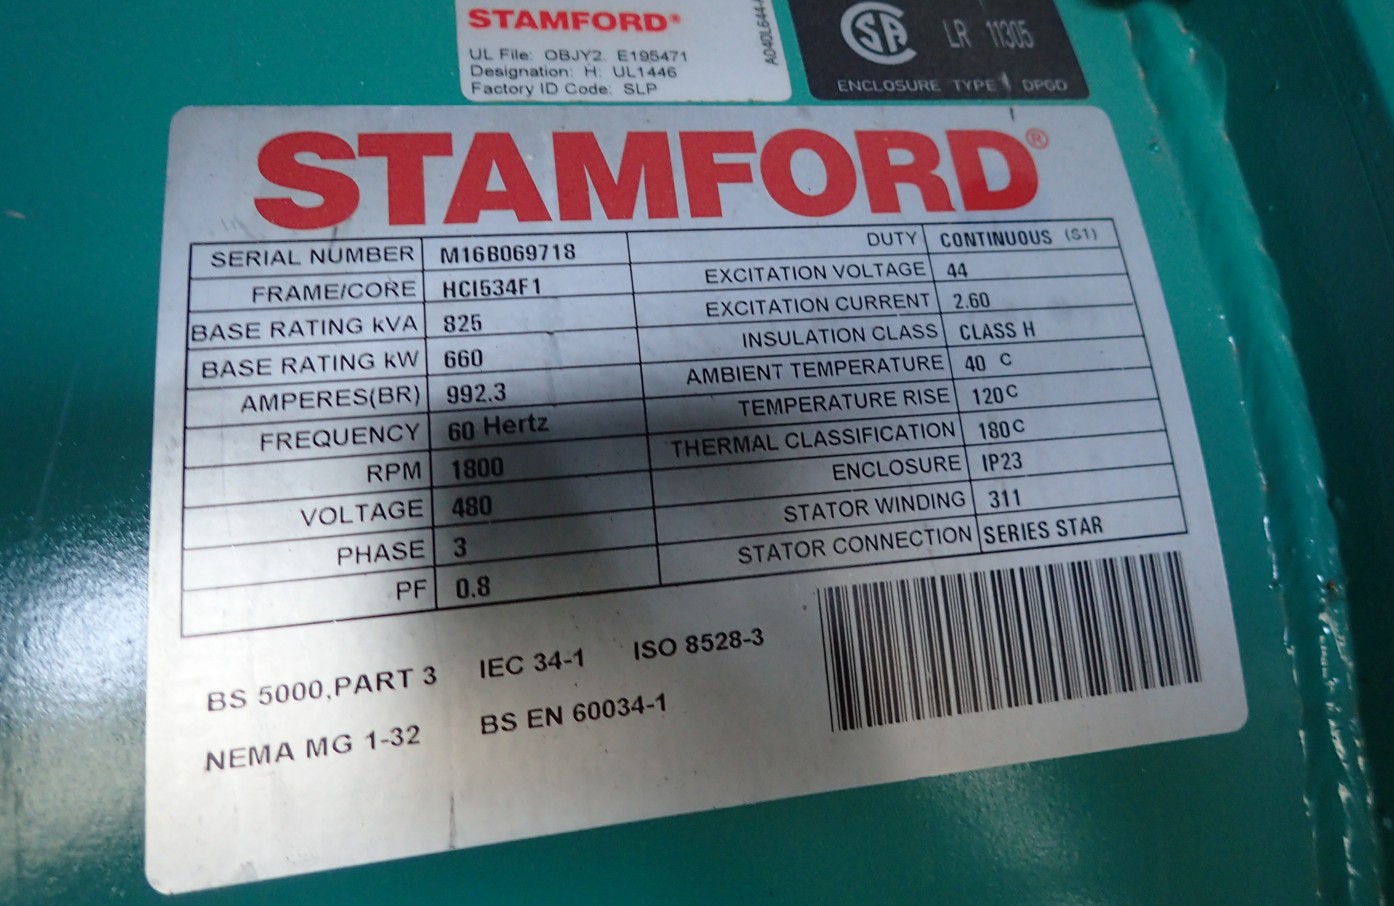 STAMFORD®
UL File: OBJY2. E195471
Designation: H: UL1446
Factory ID Code: SLP
LR 11305
ENCLOSURE TYPE DPGD
STAMFORD®
SERIAL NUMBER M16B069718
FRAME/CORE HCI534F1
BASE RATING kVA 825
BASE RATING kW 660
AMPERES(BR) 992.3
FREQUENCY 60 Hertz
RPM 1800
VOLTAGE 480
PHASE 3
PF 0.8
DUTY CONTINUOUS (S1)
EXCITATION VOLTAGE 44
EXCITATION CURRENT 2.60
INSULATION CLASS CLASS H
AMBIENT TEMPERATURE 40 C
TEMPERATURE RISE 120C
THERMAL CLASSIFICATION 180C
ENCLOSURE IP23
STATOR WINDING 311
STATOR CONNECTION SERIES STAR
BS 5000,PART 3 IEC 34-1 ISO 8528-3
NEMA MG 1-32 BS EN 60034-1